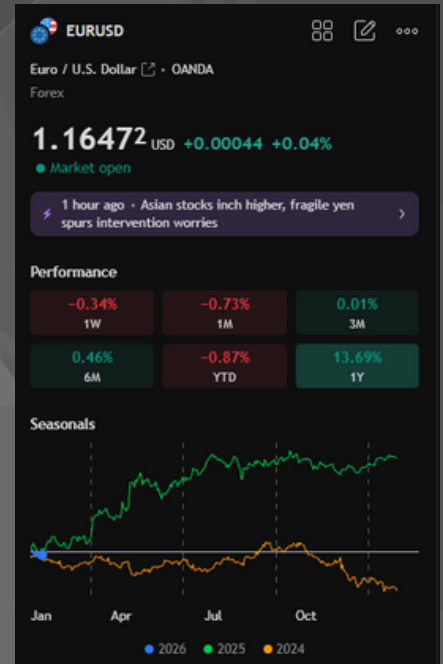 EURUSD
Euro / U.S. Dollar • OANDA
Forex
1.16472 USD +0.00044 +0.04%
Market open
1 hour ago • Asian stocks inch higher, fragile yen
spurs intervention worries
Performance
−0.34% −0.73% 0.01%
1W 1M 3M
0.46% −0.87% 13.69%
6M YTD 1Y
Seasonals
Jan Apr Jul Oct
2026 2025 2024